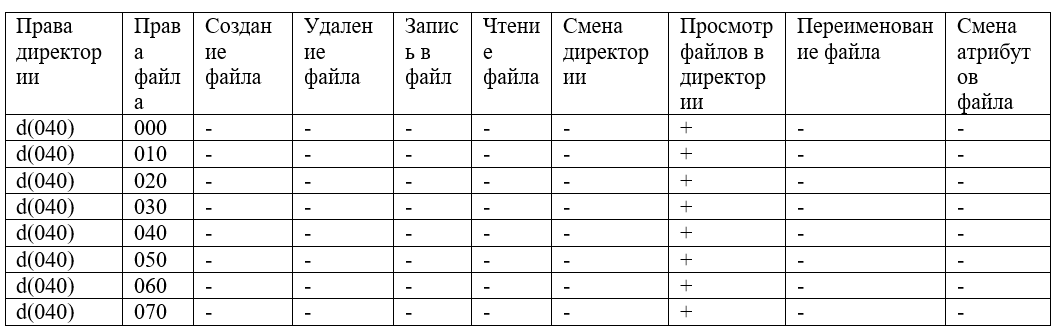 Права директории | Права файла | Создание файла | Удаление файла | Запись в файл | Чтение файла | Смена директории | Просмотр файлов в директории | Переименование файла | Смена атрибутов файла
d(040) | 000 | - | - | - | - | - | + | - | -
d(040) | 010 | - | - | - | - | - | + | - | -
d(040) | 020 | - | - | - | - | - | + | - | -
d(040) | 030 | - | - | - | - | - | + | - | -
d(040) | 040 | - | - | - | - | - | + | - | -
d(040) | 050 | - | - | - | - | - | + | - | -
d(040) | 060 | - | - | - | - | - | + | - | -
d(040) | 070 | - | - | - | - | - | + | - | -